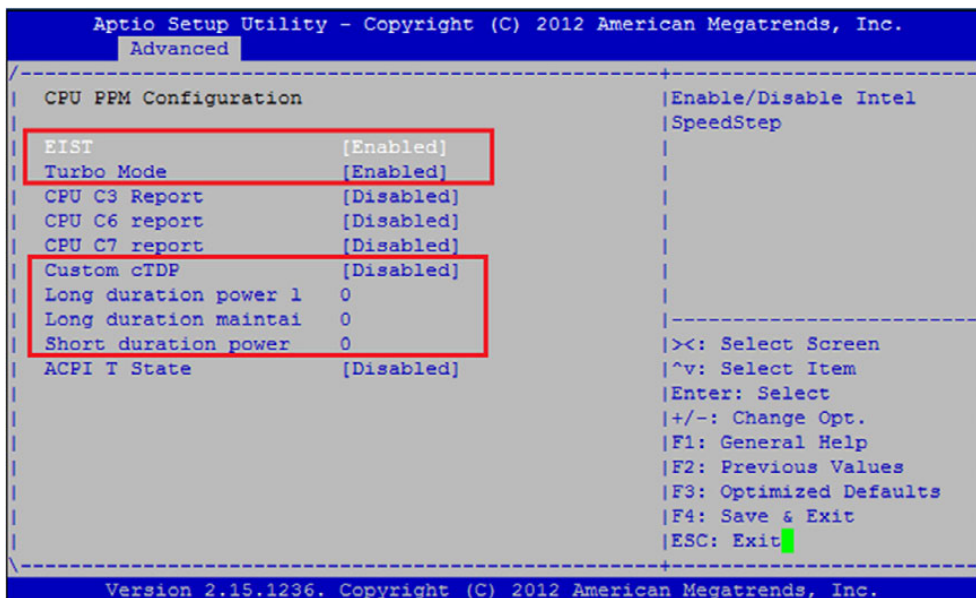 Aptio Setup Utility - Copyright (C) 2012 American Megatrends, Inc.
Advanced
CPU PPM Configuration |Enable/Disable Intel
|SpeedStep
EIST [Enabled]
Turbo Mode [Enabled]
CPU C3 Report [Disabled]
CPU C6 report [Disabled]
CPU C7 report [Disabled]
Custom cTDP [Disabled]
Long duration power l 0
Long duration maintai 0
Short duration power 0 |><: Select Screen
ACPI T State [Disabled] |^v: Select Item
|Enter: Select
|+/-: Change Opt.
|F1: General Help
|F2: Previous Values
|F3: Optimized Defaults
|F4: Save & Exit
|ESC: Exit
Version 2.15.1236. Copyright (C) 2012 American Megatrends, Inc.